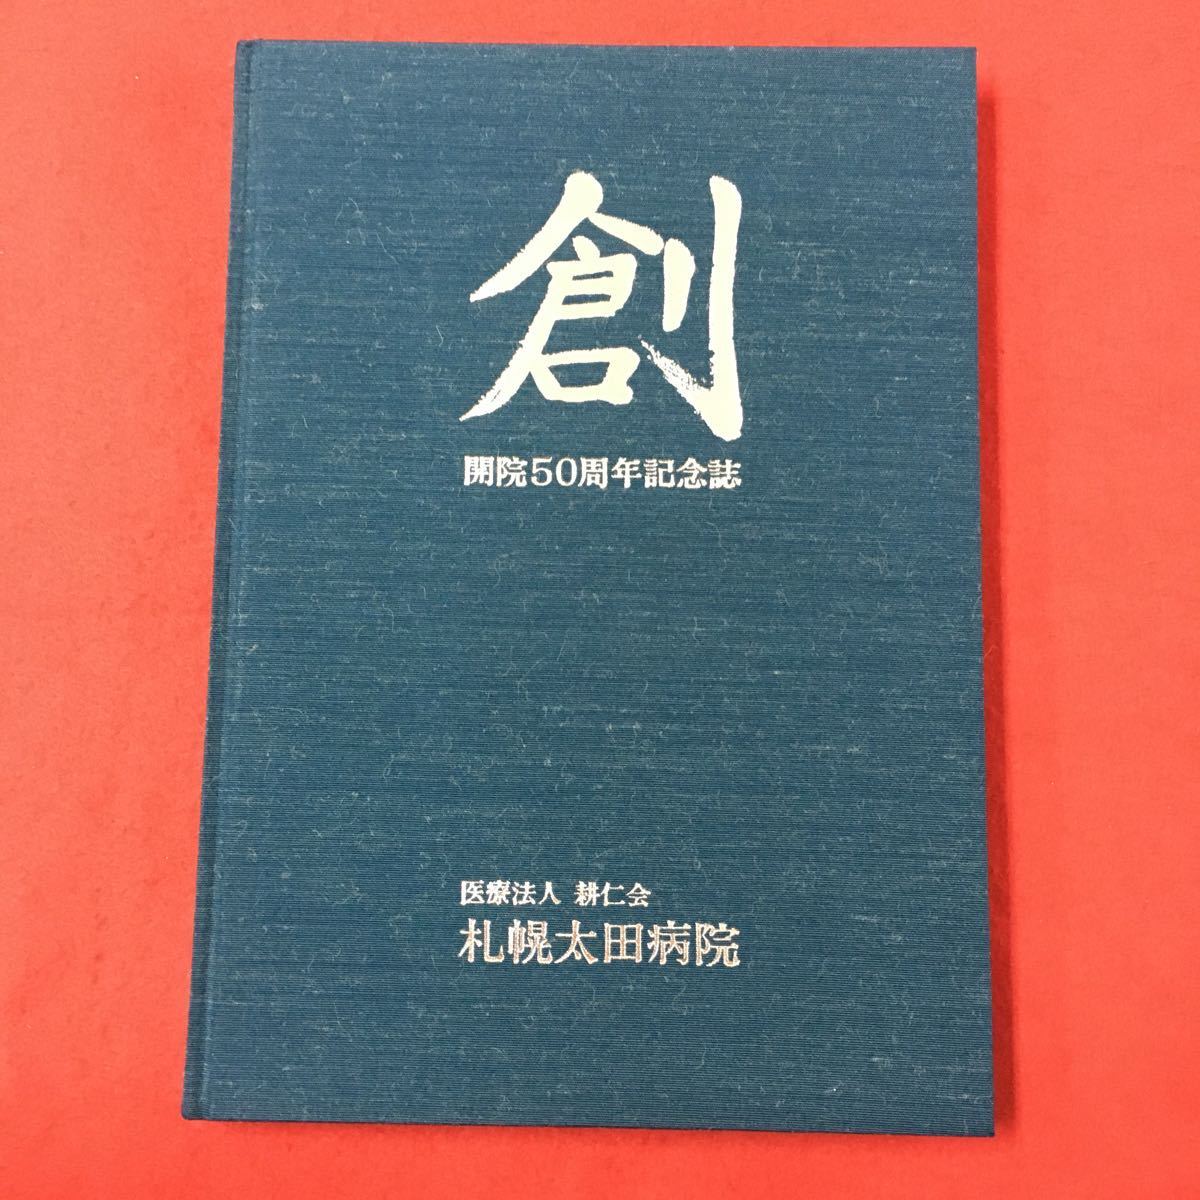 創
開院50周年記念誌
医療法人 耕仁会
札幌太田病院